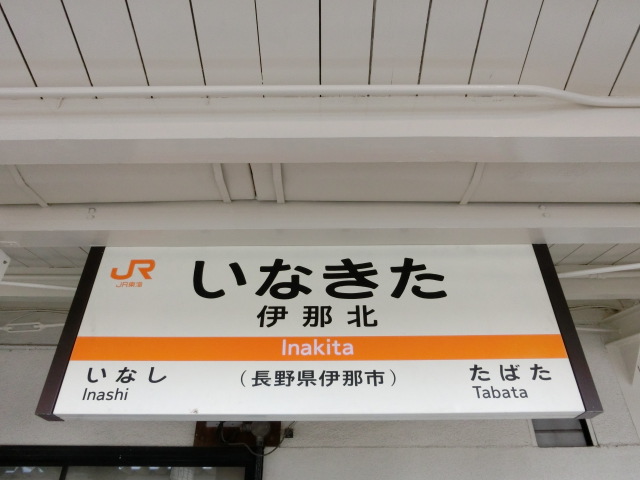 JR
JR東海
いなきた
伊那北
Inakita
いなし
Inashi
(長野県伊那市)
たばた
Tabata